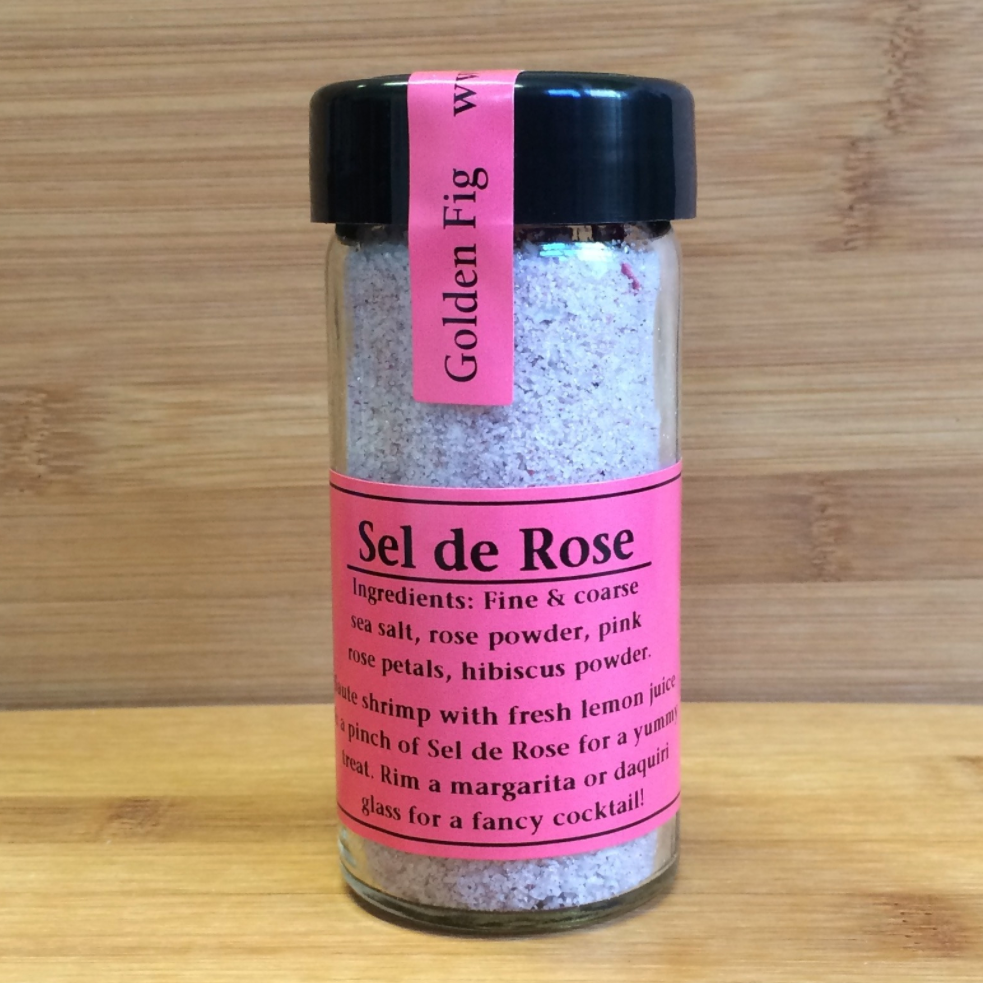 Golden Fig
Sel de Rose
Ingredients: Fine & coarse
sea salt, rose powder, pink
rose petals, hibiscus powder.
shrimp with fresh lemon juice
a pinch of Sel de Rose for a yummy
treat. Rim a margarita or daquiri
glass for a fancy cocktail!